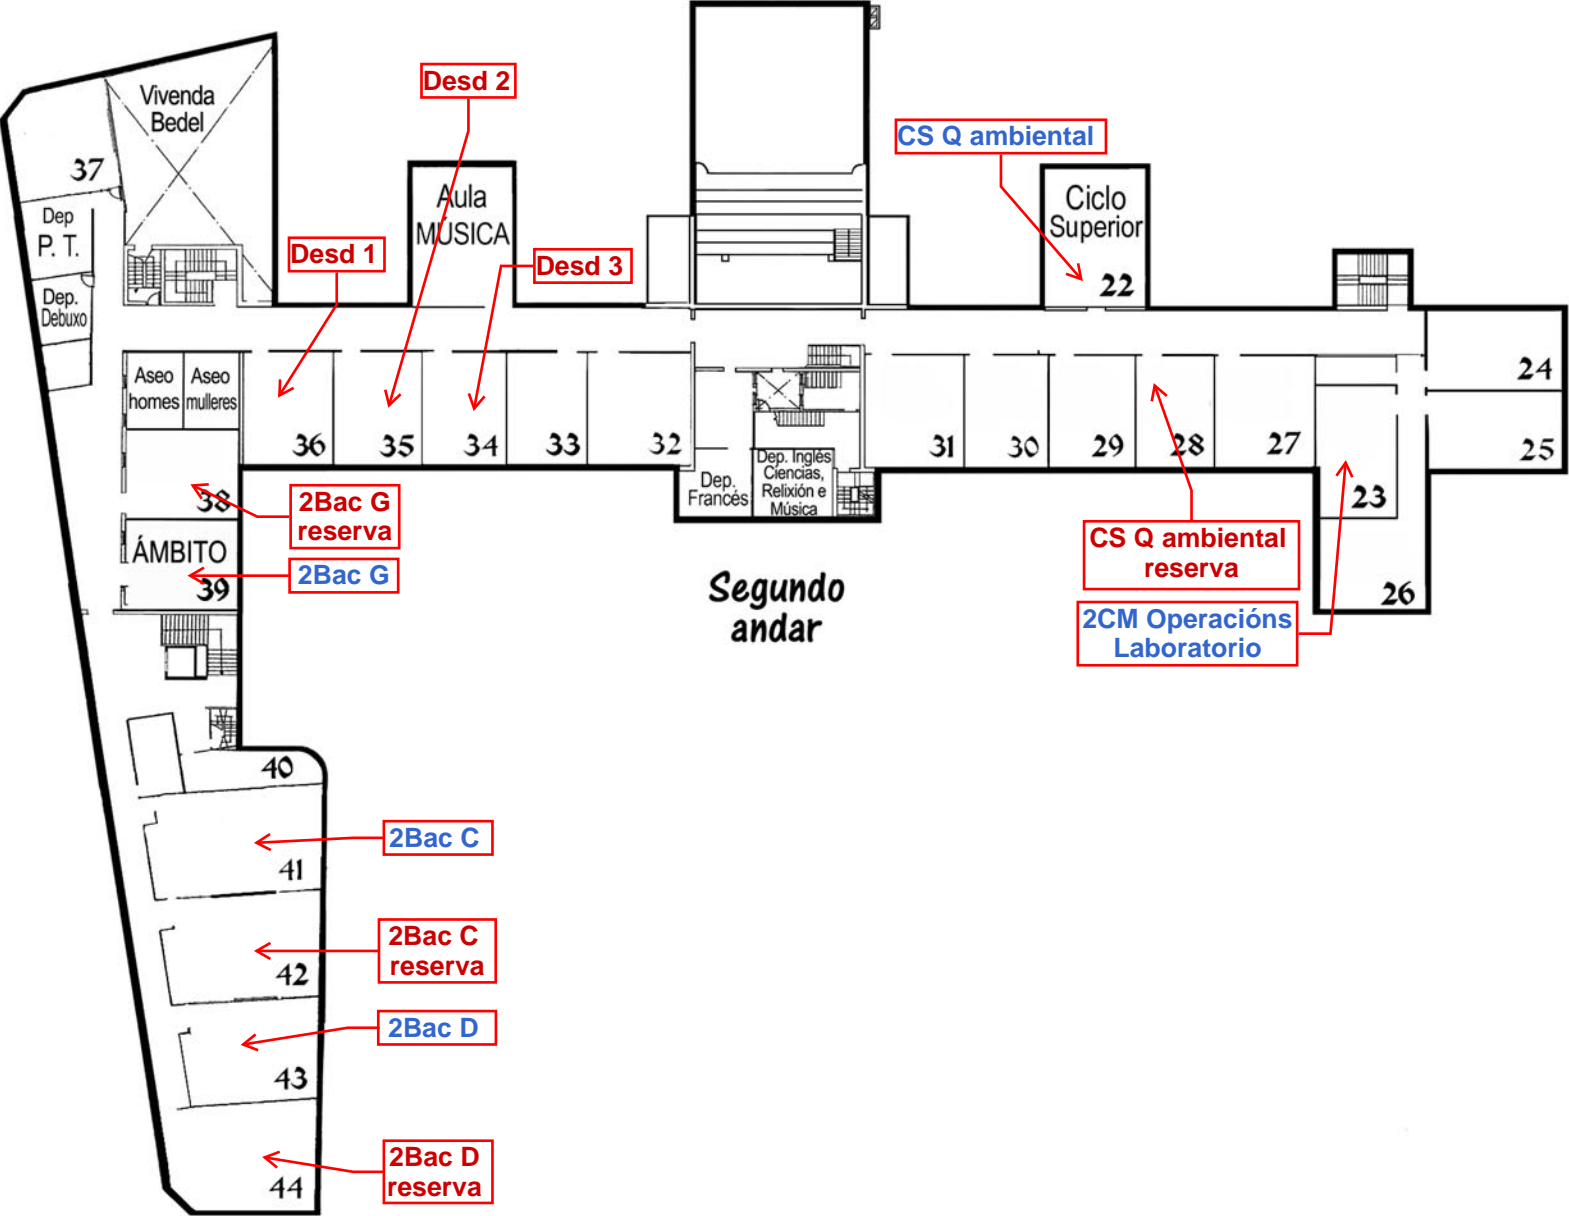 Vivenda
Bedel
37
Dep
P. T.
Dep.
Debuxo
Desd 2
Aula
MÚSICA
Desd 1
Desd 3
CS Q ambiental
Ciclo
Superior
22
Aseo
homes
Aseo
mulleres
36
35
34
33
32
31
30
29
28
27
24
25
23
26
Dep.
Francés
Dep. Inglés
Ciencias,
Relixión e
Música
38
2Bac G
reserva
ÁMBITO
39
2Bac G
CS Q ambiental
reserva
2CM Operacións
Laboratorio
Segundo
andar
40
41
2Bac C
42
2Bac C
reserva
43
2Bac D
44
2Bac D
reserva